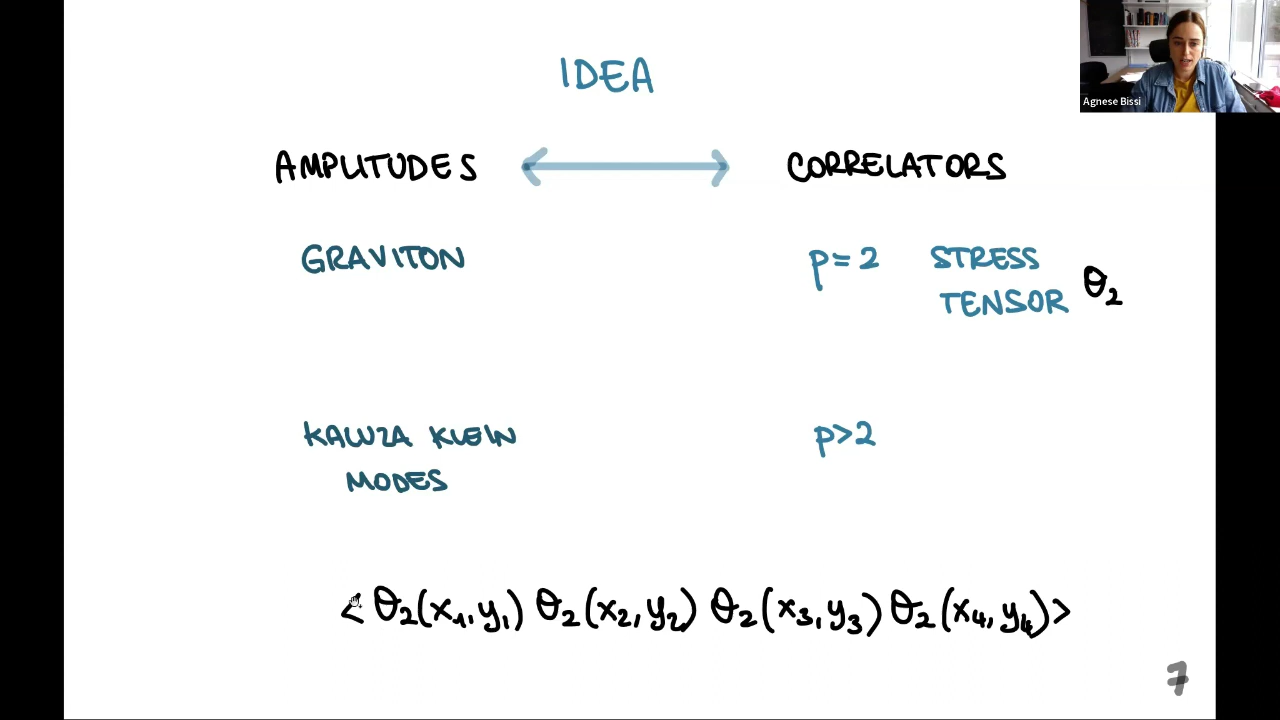 IDEA
Agnese Bissi
AMPLITUDES CORRELATORS
GRAVITON p=2 STRESS
TENSOR θ₂
KALUZA KLEIN p>2
MODES
<θ₂(x₁,y₁) θ₂(x₂,y₂) θ₂(x₃,y₃) θ₂(x₄,y₄)>
7